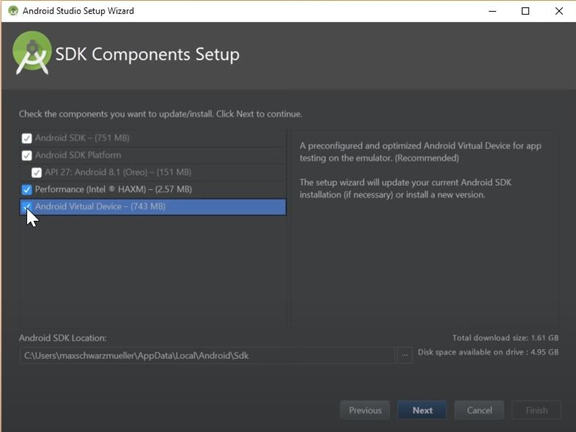 Android Studio Setup Wizard
SDK Components Setup
Check the components you want to update/install. Click Next to continue.
Android SDK – (751 MB)
Android SDK Platform
API 27: Android 8.1 (Oreo) – (151 MB)
Performance (Intel ® HAXM) – (2.57 MB)
Android Virtual Device – (743 MB)
A preconfigured and optimized Android Virtual Device for app
testing on the emulator. (Recommended)
The setup wizard will update your current Android SDK
installation (if necessary) or install a new version.
Android SDK Location:
C:\Users\maxschwarzmueller\AppData\Local\Android\Sdk
...
Total download size: 1.61 GB
Disk space available on drive : 4.95 GB
Previous
Next
Cancel
Finish